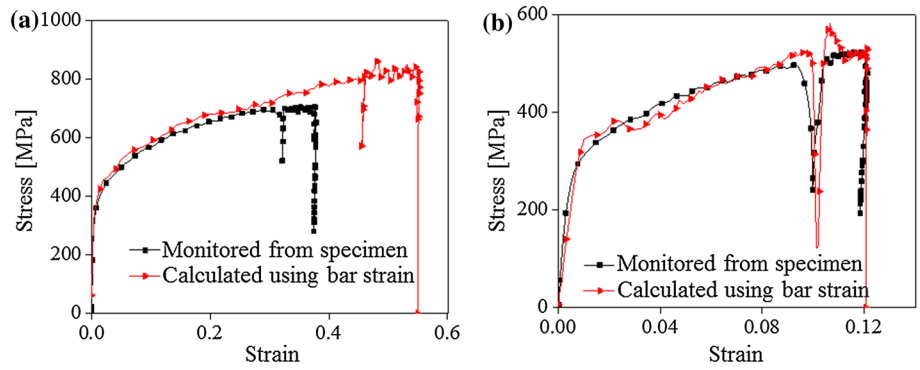 (a)
1000
800
600
400
200
0
Stress [MPa]
Monitored from specimen
Calculated using bar strain
0.0 0.2 0.4 0.6
Strain
(b)
600
400
200
0
Stress [MPa]
Monitored from specimen
Calculated using bar strain
0.00 0.04 0.08 0.12
Strain